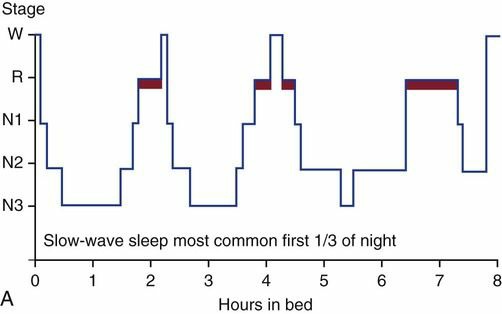 Stage
W
R
N1
N2
N3
Slow-wave sleep most common first 1/3 of night
0 1 2 3 4 5 6 7 8
A
Hours in bed